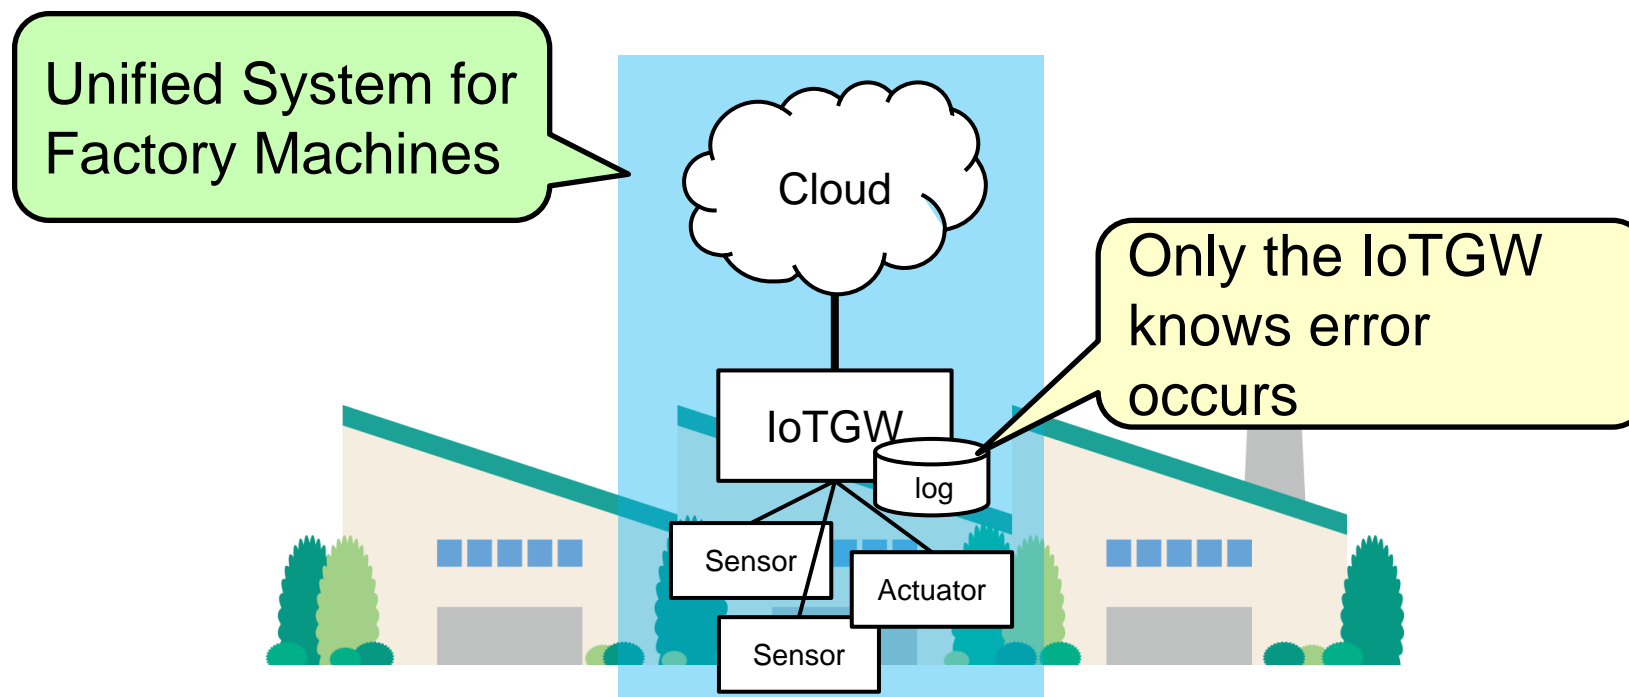 Unified System for
Factory Machines
Cloud
Only the IoTGW
knows error
occurs
IoTGW
log
Sensor
Actuator
Sensor